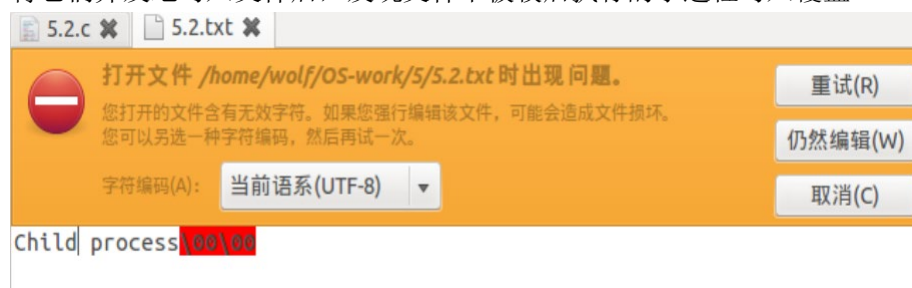 5.2.c ✖ 5.2.txt ✖
打开文件 /home/wolf/OS-work/5/5.2.txt 时出现问题。
重试(R)
您打开的文件含有无效字符。如果您强行编辑该文件，可能会造成文件损坏。
您可以另选一种字符编码，然后再试一次。
仍然编辑(W)
字符编码(A): 当前语系(UTF-8)
取消(C)
Child process\00\00